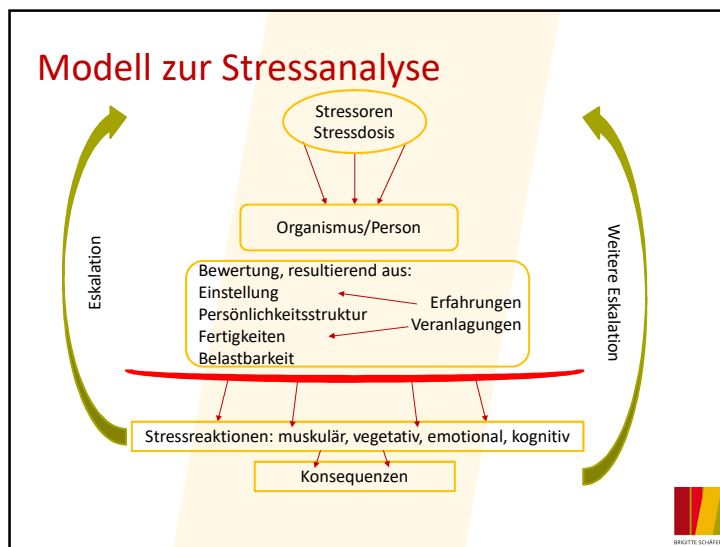 Modell zur Stressanalyse
Stressoren
Stressdosis
Organismus/Person
Eskalation
Weitere Eskalation
Bewertung, resultierend aus:
Einstellung
Persönlichkeitsstruktur
Fertigkeiten
Belastbarkeit
Erfahrungen
Veranlagungen
Stressreaktionen: muskulär, vegetativ, emotional, kognitiv
Konsequenzen
BRIGITTE SCHÄFER